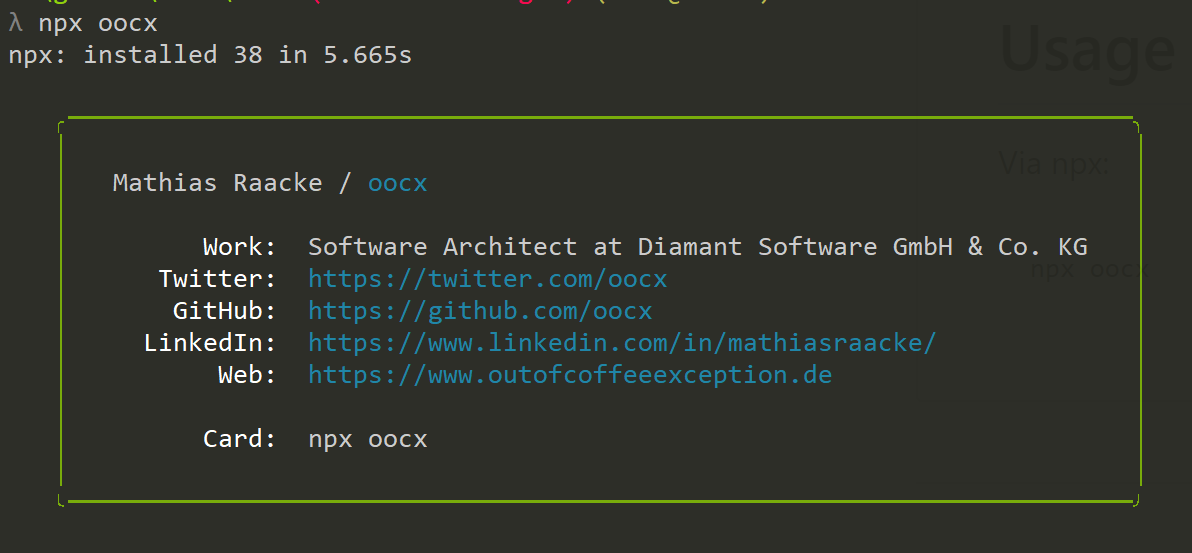 λ npx oocx
npx: installed 38 in 5.665s
Usage
Via npx:
Mathias Raacke / oocx
Work: Software Architect at Diamant Software GmbH & Co. KG
npx oocx
Twitter: https://twitter.com/oocx
GitHub: https://github.com/oocx
LinkedIn: https://www.linkedin.com/in/mathiasraacke/
Web: https://www.outofcoffeeexception.de
Card: npx oocx